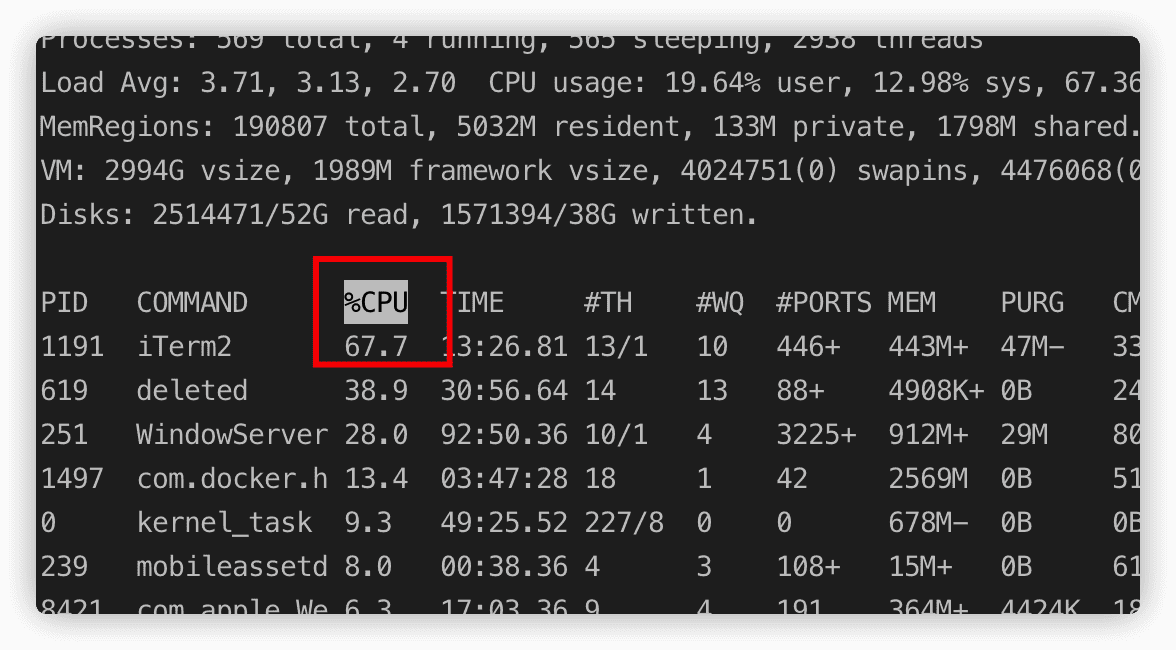 Processes: 569 total, 4 running, 565 sleeping, 2938 threads
Load Avg: 3.71, 3.13, 2.70  CPU usage: 19.64% user, 12.98% sys, 67.36
MemRegions: 190807 total, 5032M resident, 133M private, 1798M shared.
VM: 2994G vsize, 1989M framework vsize, 4024751(0) swapins, 4476068(0
Disks: 2514471/52G read, 1571394/38G written.
PID COMMAND %CPU TIME #TH #WQ #PORTS MEM PURG CM
1191 iTerm2 67.7 13:26.81 13/1 10 446+ 443M+ 47M- 33
619 deleted 38.9 30:56.64 14 13 88+ 4908K+ 0B 24
251 WindowServer 28.0 92:50.36 10/1 4 3225+ 912M+ 29M 80
1497 com.docker.h 13.4 03:47:28 18 1 42 2569M 0B 51
0 kernel_task 9.3 49:25.52 227/8 0 0 678M- 0B 0B
239 mobileassetd 8.0 00:38.36 4 3 108+ 15M+ 0B 61
8421 com.apple.We 6.3 17:03.36 9 4 191 364M+ 4424K 18